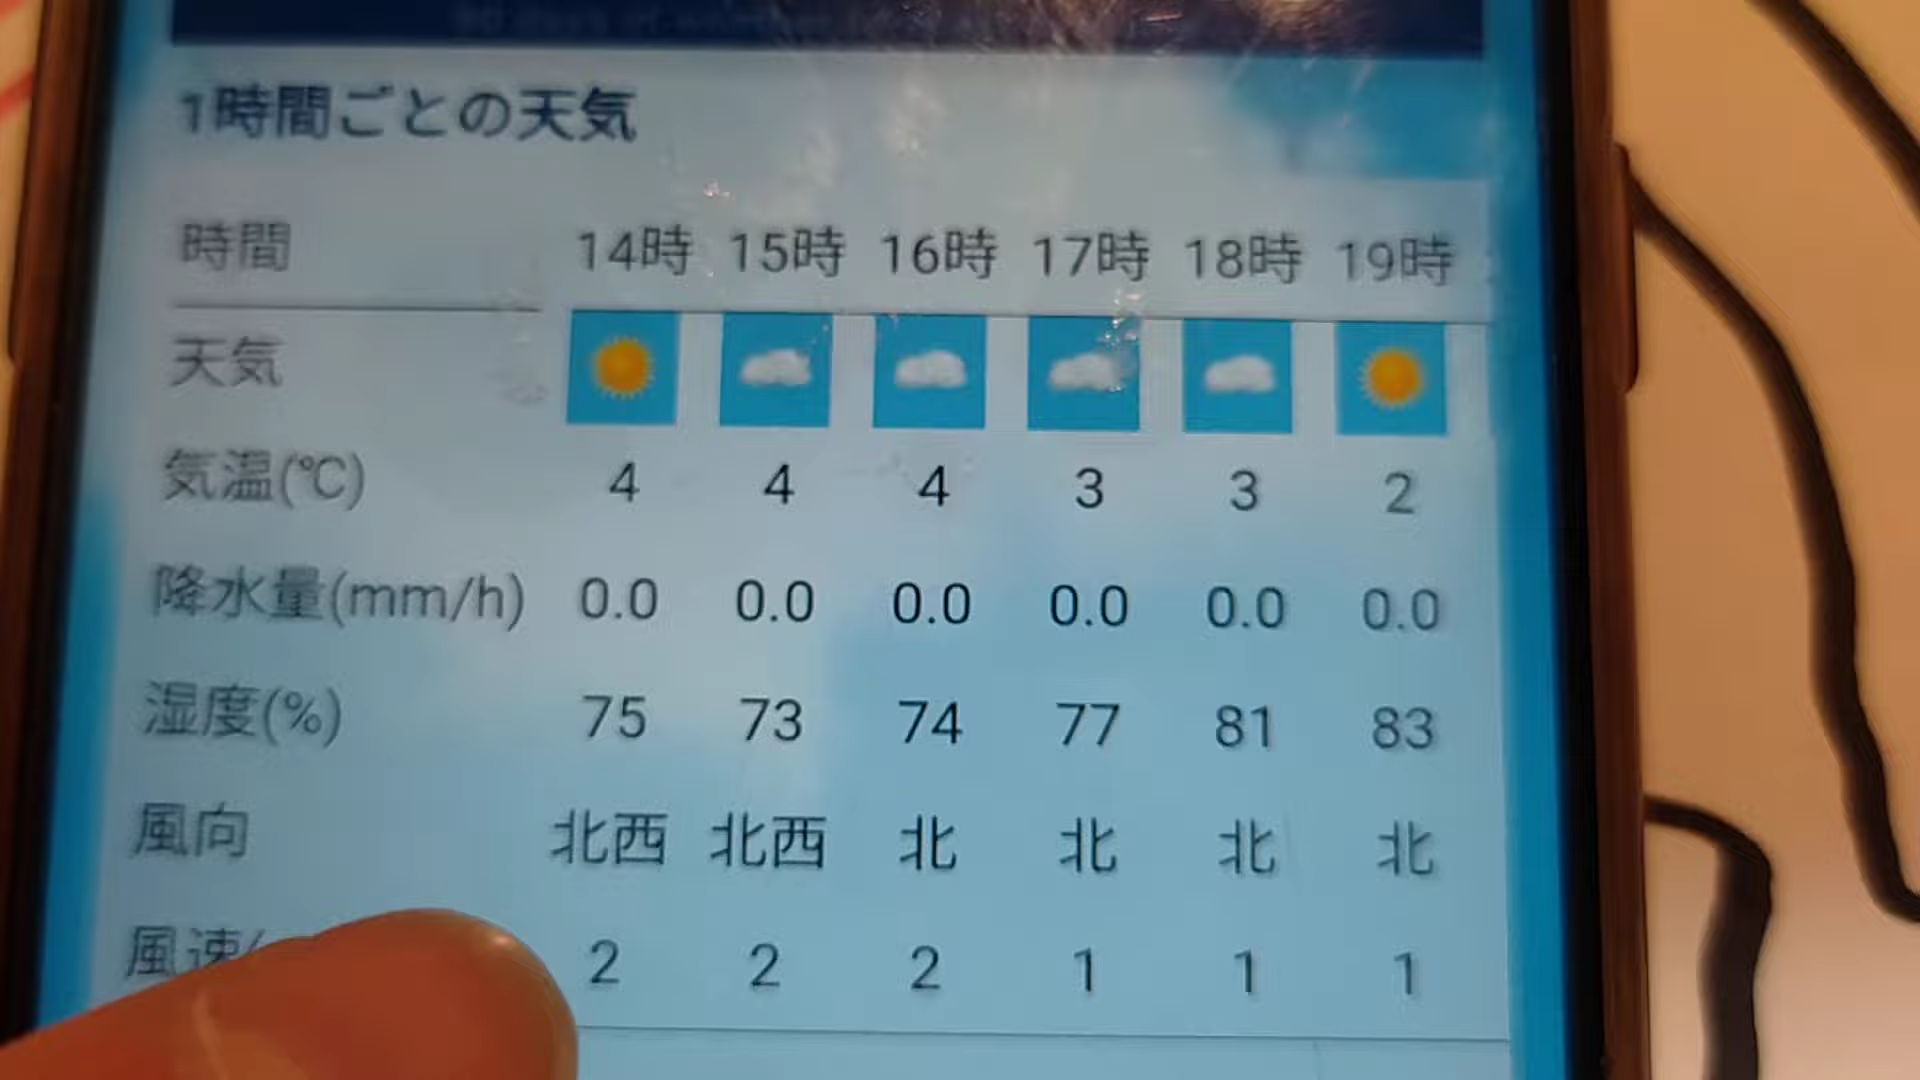 1時間ごとの天気
時間 14時 15時 16時 17時 18時 19時
天気
気温(℃) 4 4 4 3 3 2
降水量(mm/h) 0.0 0.0 0.0 0.0 0.0 0.0
湿度(%) 75 73 74 77 81 83
風向 北西 北西 北 北 北 北
風速( 2 2 2 1 1 1